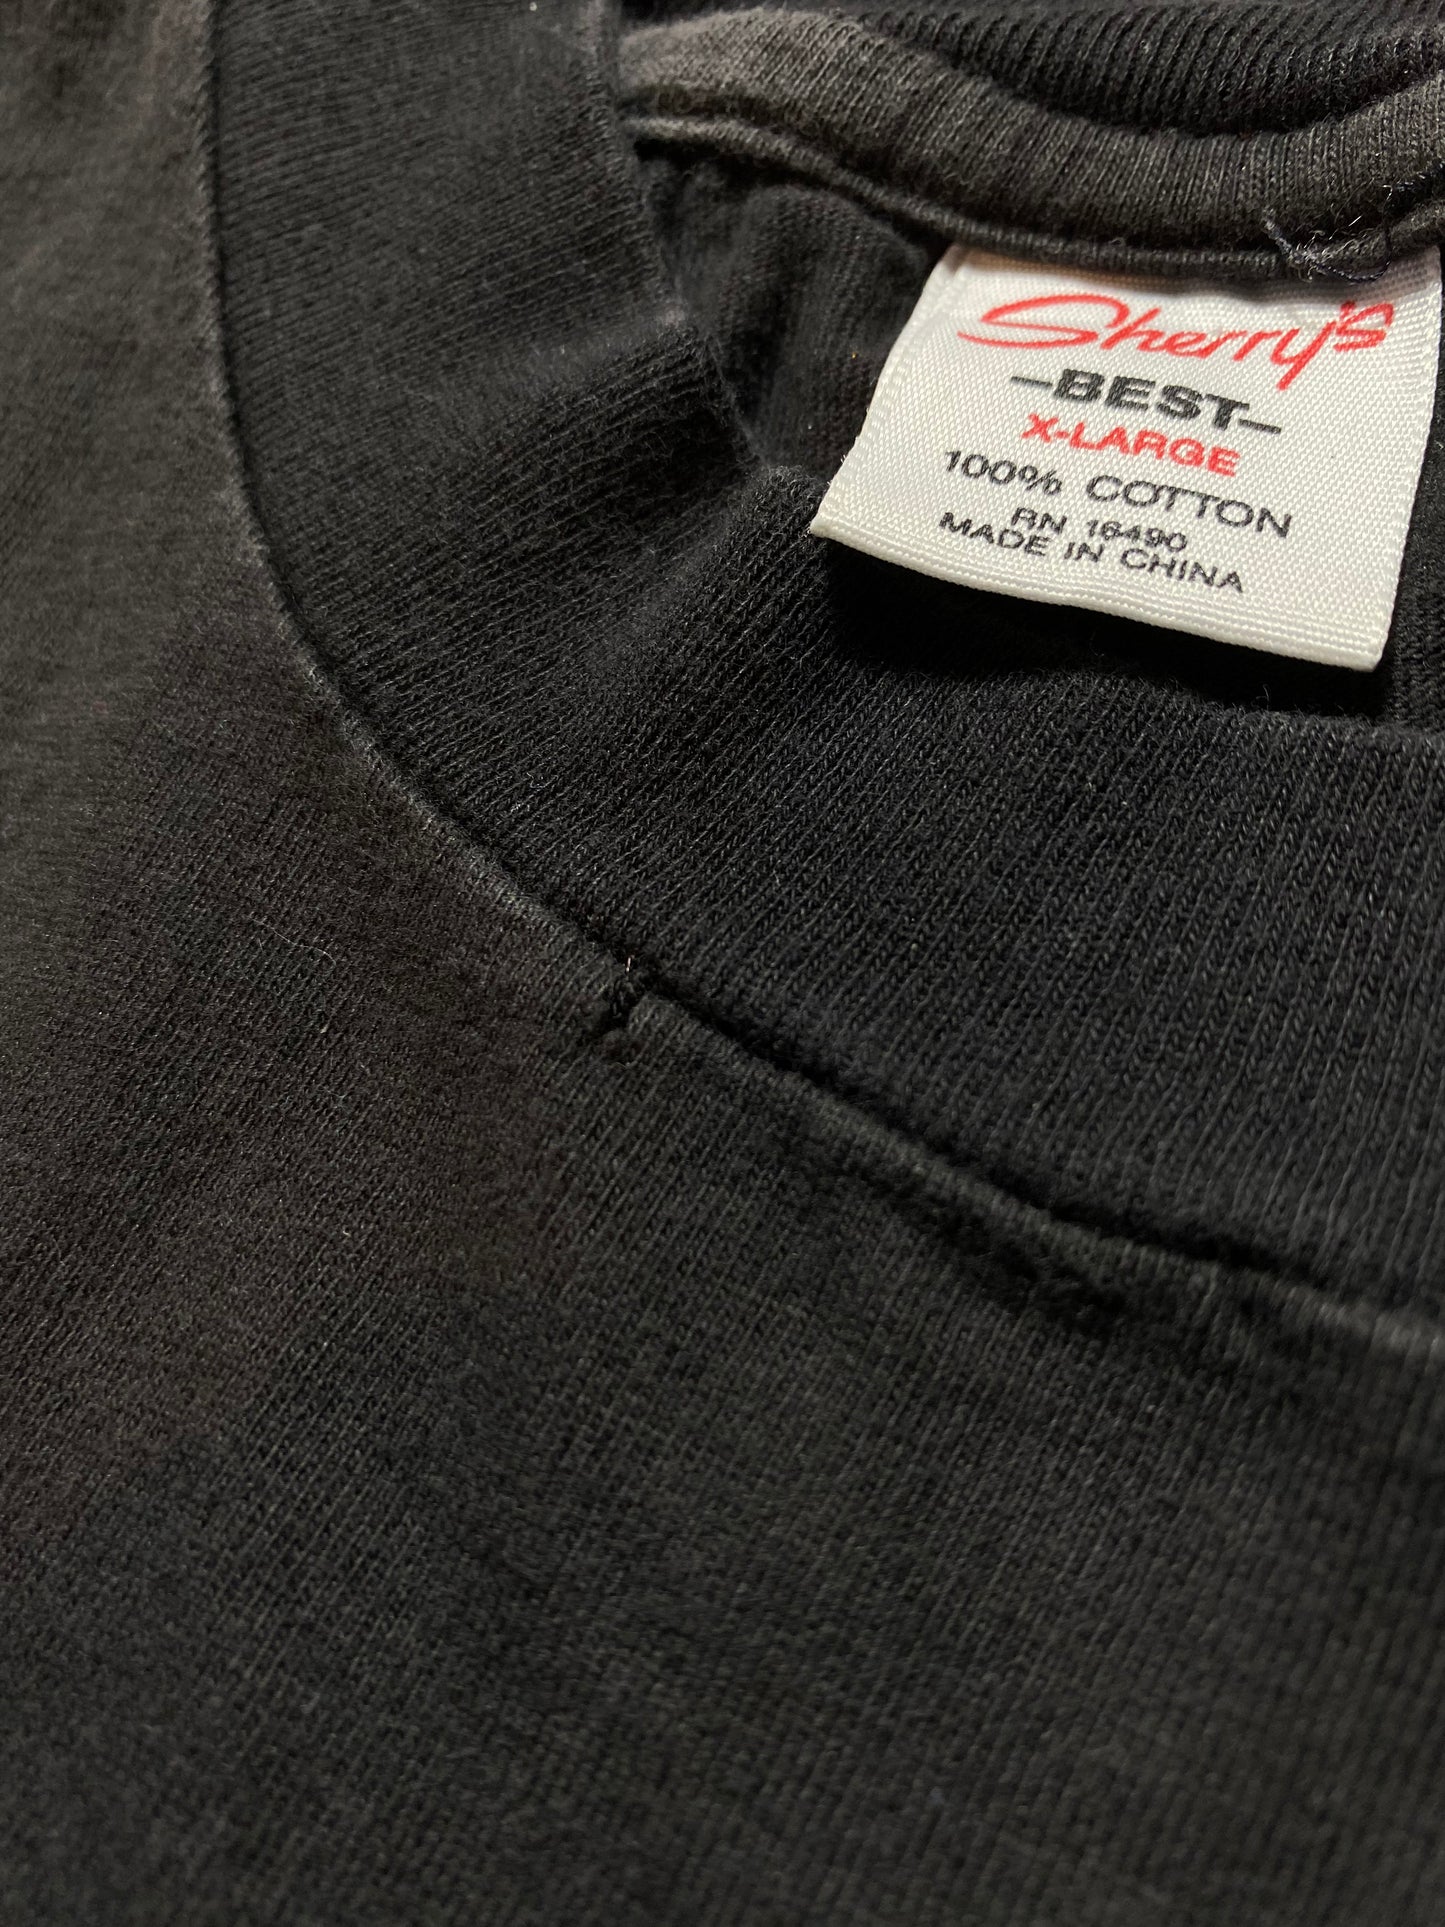 Sherry's
-BEST-
X-LARGE
100% COTTON
RN 16490
MADE IN CHINA